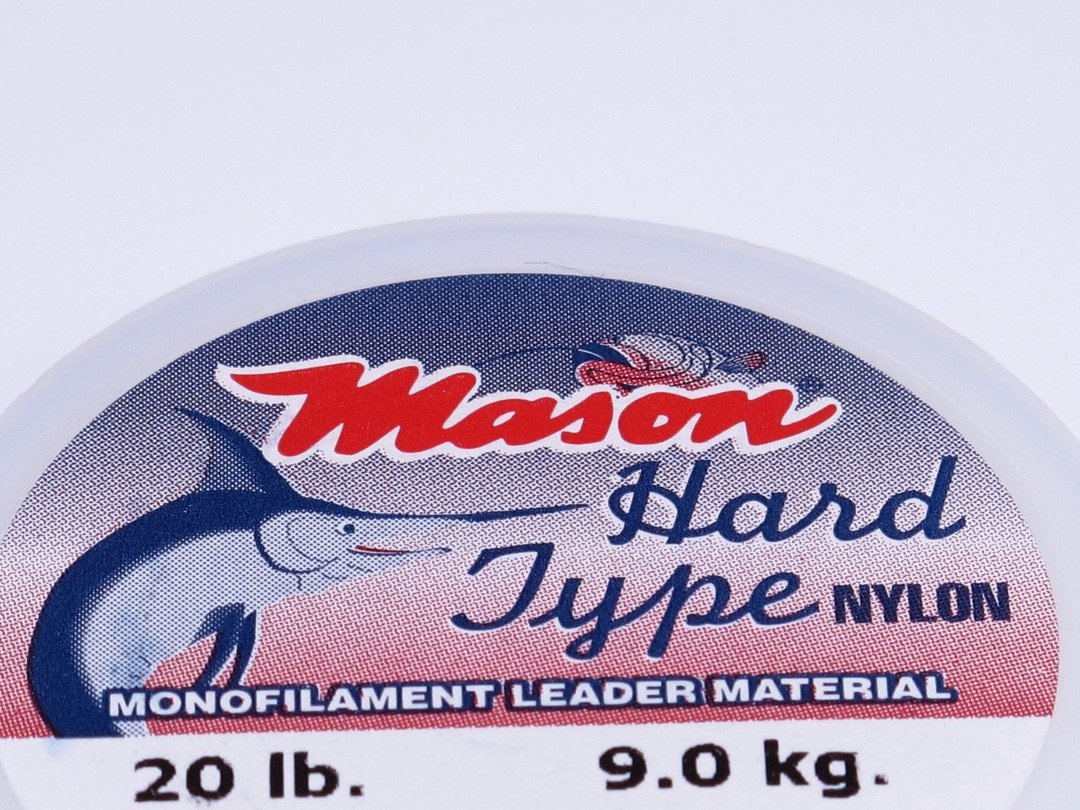 Mason®
Hard
Type NYLON
MONOFILAMENT LEADER MATERIAL
20 lb. 9.0 kg.